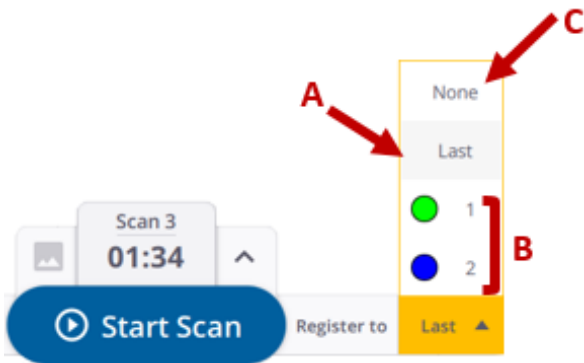 C
None
A
Last
1
B
2
Scan 3
01:34
Start Scan
Register to
Last